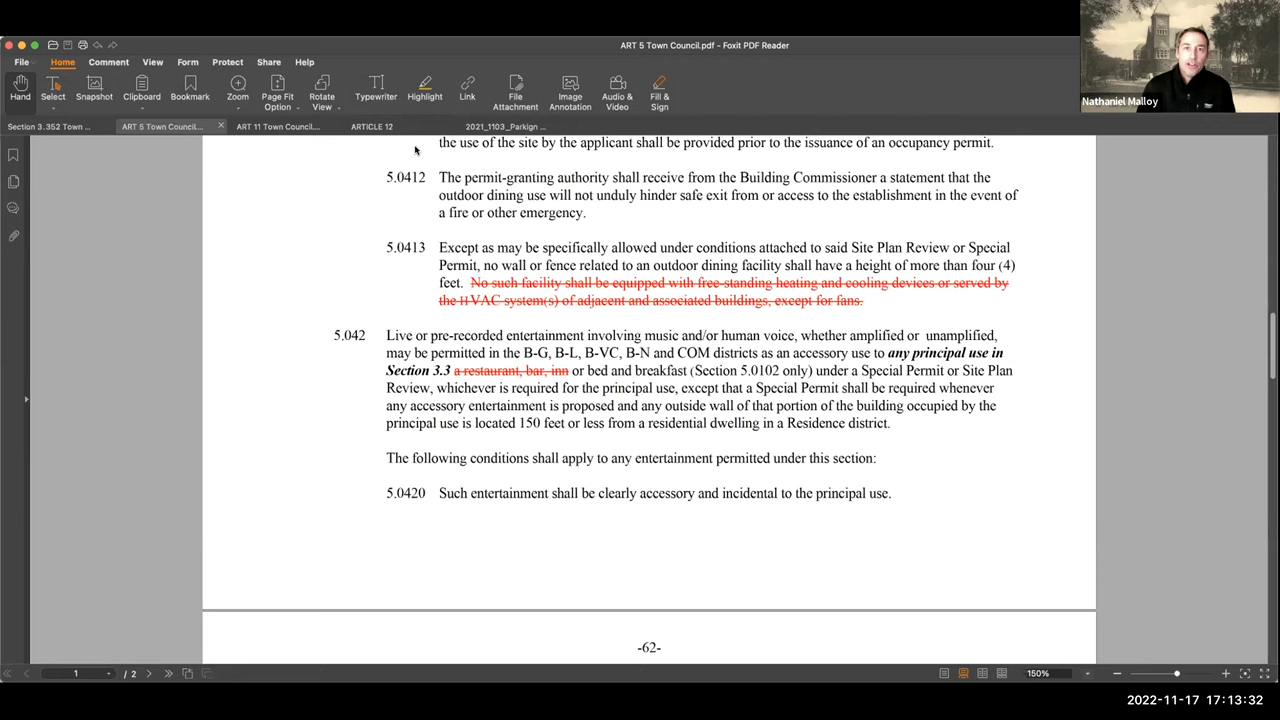 ART 5 Town Council.pdf - Foxit PDF Reader
File Home Comment View Form Protect Share Help
Hand Select Snapshot Clipboard Bookmark Zoom Page Fit Option Rotate View Typewriter Highlight Link File Attachment Image Annotation Audio & Video Fill & Sign
Nathaniel Malloy
Section 3.352 Town ... ART 5 Town Council... ART 11 Town Council.... ARTICLE 12 2021_1103_Parkign ...
the use of the site by the applicant shall be provided prior to the issuance of an occupancy permit.
5.0412 The permit-granting authority shall receive from the Building Commissioner a statement that the
outdoor dining use will not unduly hinder safe exit from or access to the establishment in the event of
a fire or other emergency.
5.0413 Except as may be specifically allowed under conditions attached to said Site Plan Review or Special
Permit, no wall or fence related to an outdoor dining facility shall have a height of more than four (4)
feet. No such facility shall be equipped with free-standing heating and cooling devices or served by
the HVAC system(s) of adjacent and associated buildings, except for fans.
5.042 Live or pre-recorded entertainment involving music and/or human voice, whether amplified or unamplified,
may be permitted in the B-G, B-L, B-VC, B-N and COM districts as an accessory use to any principal use in
Section 3.3 a restaurant, bar, inn or bed and breakfast (Section 5.0102 only) under a Special Permit or Site Plan
Review, whichever is required for the principal use, except that a Special Permit shall be required whenever
any accessory entertainment is proposed and any outside wall of that portion of the building occupied by the
principal use is located 150 feet or less from a residential dwelling in a Residence district.
The following conditions shall apply to any entertainment permitted under this section:
5.0420 Such entertainment shall be clearly accessory and incidental to the principal use.
-62-
1 / 2 150%
2022-11-17 17:13:32